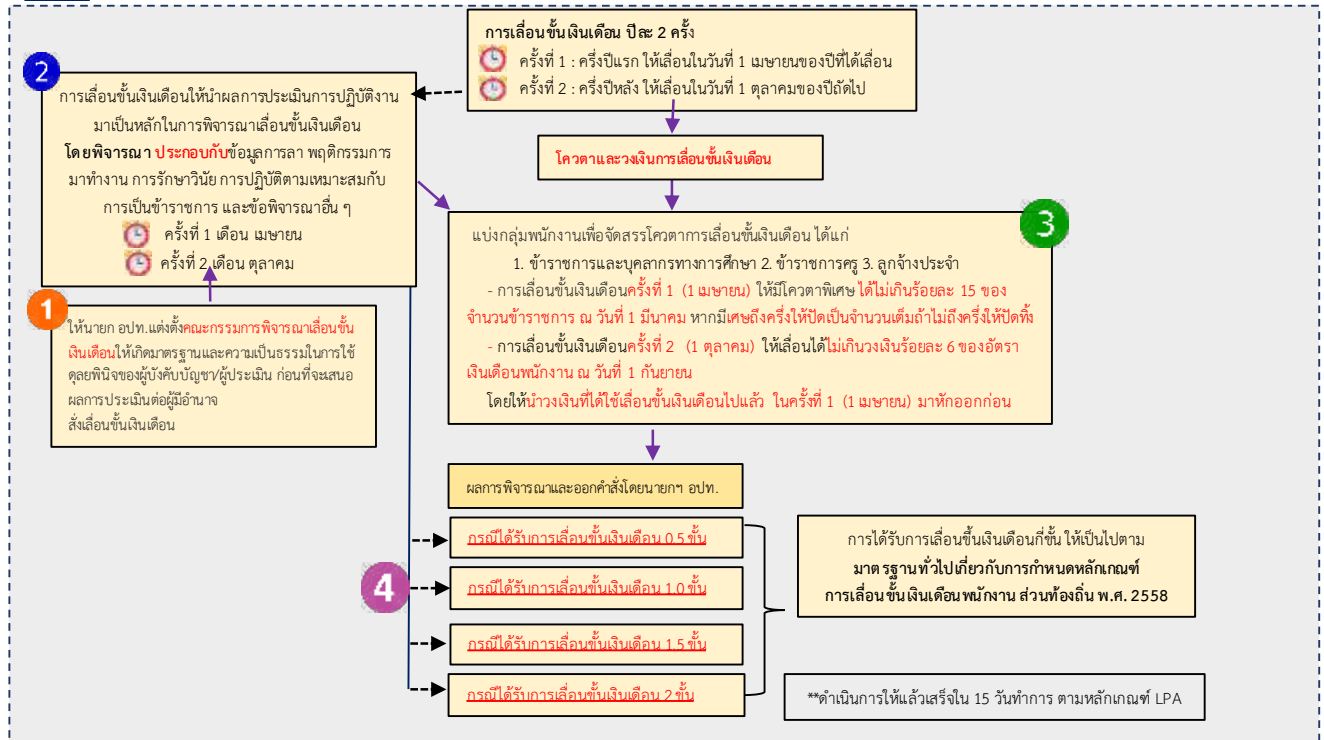 การเลื่อนขั้นเงินเดือน ปีละ 2 ครั้ง
ครั้งที่ 1 : ครึ่งปีแรก ให้เลื่อนในวันที่ 1 เมษายนของปีที่ได้เลื่อน
ครั้งที่ 2 : ครึ่งปีหลัง ให้เลื่อนในวันที่ 1 ตุลาคมของปีถัดไป
2
การเลื่อนขั้นเงินเดือนให้นำผลการประเมินการปฏิบัติงาน
มาเป็นหลักในการพิจารณาเลื่อนขั้นเงินเดือน
โดยพิจารณา ประกอบกับข้อมูลการลา พฤติกรรมการ
มาทำงาน การรักษาวินัย การปฏิบัติตามเหมาะสมกับ
การเป็นข้าราชการ และข้อพิจารณาอื่น ๆ
ครั้งที่ 1 เดือน เมษายน
ครั้งที่ 2 เดือน ตุลาคม
โควตาและวงเงินการเลื่อนขั้นเงินเดือน
3
แบ่งกลุ่มพนักงานเพื่อจัดสรรโควตาการเลื่อนขั้นเงินเดือน ได้แก่
1. ข้าราชการและบุคลากรทางการศึกษา 2. ข้าราชการครู 3. ลูกจ้างประจำ
- การเลื่อนขั้นเงินเดือนครั้งที่ 1 (1 เมษายน) ให้มีโควตาพิเศษ ได้ไม่เกินร้อยละ 15 ของ
จำนวนข้าราชการ ณ วันที่ 1 มีนาคม หากมีเศษถึงครึ่งให้ปัดเป็นจำนวนเต็มถ้าไม่ถึงครึ่งให้ปัดทิ้ง
- การเลื่อนขั้นเงินเดือนครั้งที่ 2 (1 ตุลาคม) ให้เลื่อนได้ไม่เกินวงเงินร้อยละ 6 ของอัตรา
เงินเดือนพนักงาน ณ วันที่ 1 กันยายน
โดยให้นำวงเงินที่ได้ใช้เลื่อนขั้นเงินเดือนไปแล้ว ในครั้งที่ 1 (1 เมษายน) มาหักออกก่อน
1
ให้นายก อปท.แต่งตั้งคณะกรรมการพิจารณาเลื่อนขั้น
เงินเดือนให้เกิดมาตรฐานและความเป็นธรรมในการใช้
ดุลยพินิจของผู้บังคับบัญชา/ผู้ประเมิน ก่อนที่จะเสนอ
ผลการประเมินต่อผู้มีอำนาจ
สั่งเลื่อนขั้นเงินเดือน
ผลการพิจารณาและออกคำสั่งโดยนายกฯ อปท.
4
กรณีได้รับการเลื่อนขั้นเงินเดือน 0.5 ขั้น
กรณีได้รับการเลื่อนขั้นเงินเดือน 1.0 ขั้น
กรณีได้รับการเลื่อนขั้นเงินเดือน 1.5 ขั้น
กรณีได้รับการเลื่อนขั้นเงินเดือน 2 ขั้น
การได้รับการเลื่อนขึ้นเงินเดือนกี่ขั้น ให้เป็นไปตาม
มาตรฐานทั่วไปเกี่ยวกับการกำหนดหลักเกณฑ์
การเลื่อนขั้นเงินเดือนพนักงาน ส่วนท้องถิ่น พ.ศ. 2558
**ดำเนินการให้แล้วเสร็จใน 15 วันทำการ ตามหลักเกณฑ์ LPA